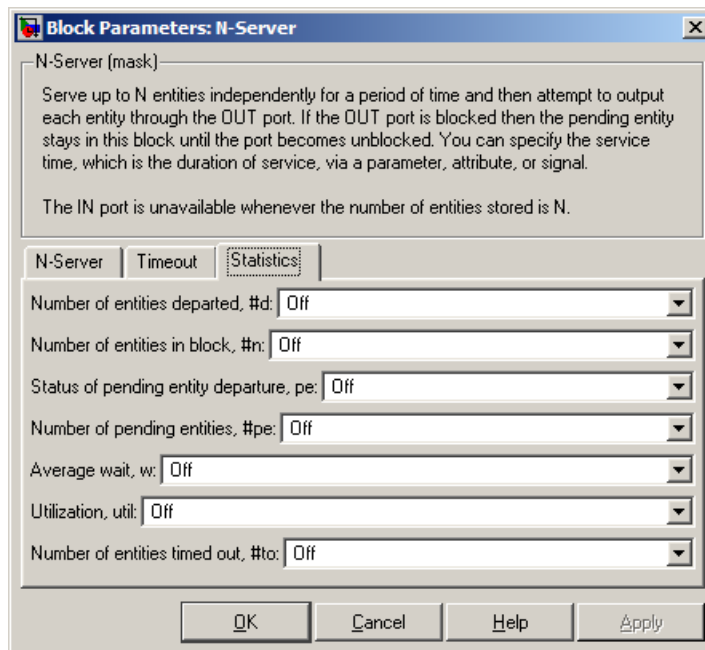 Block Parameters: N-Server
N-Server (mask)
Serve up to N entities independently for a period of time and then attempt to output
each entity through the OUT port. If the OUT port is blocked then the pending entity
stays in this block until the port becomes unblocked. You can specify the service
time, which is the duration of service, via a parameter, attribute, or signal.
The IN port is unavailable whenever the number of entities stored is N.
N-Server Timeout Statistics
Number of entities departed, #d: Off
Number of entities in block, #n: Off
Status of pending entity departure, pe: Off
Number of pending entities, #pe: Off
Average wait, w: Off
Utilization, util: Off
Number of entities timed out, #to: Off
OK Cancel Help Apply